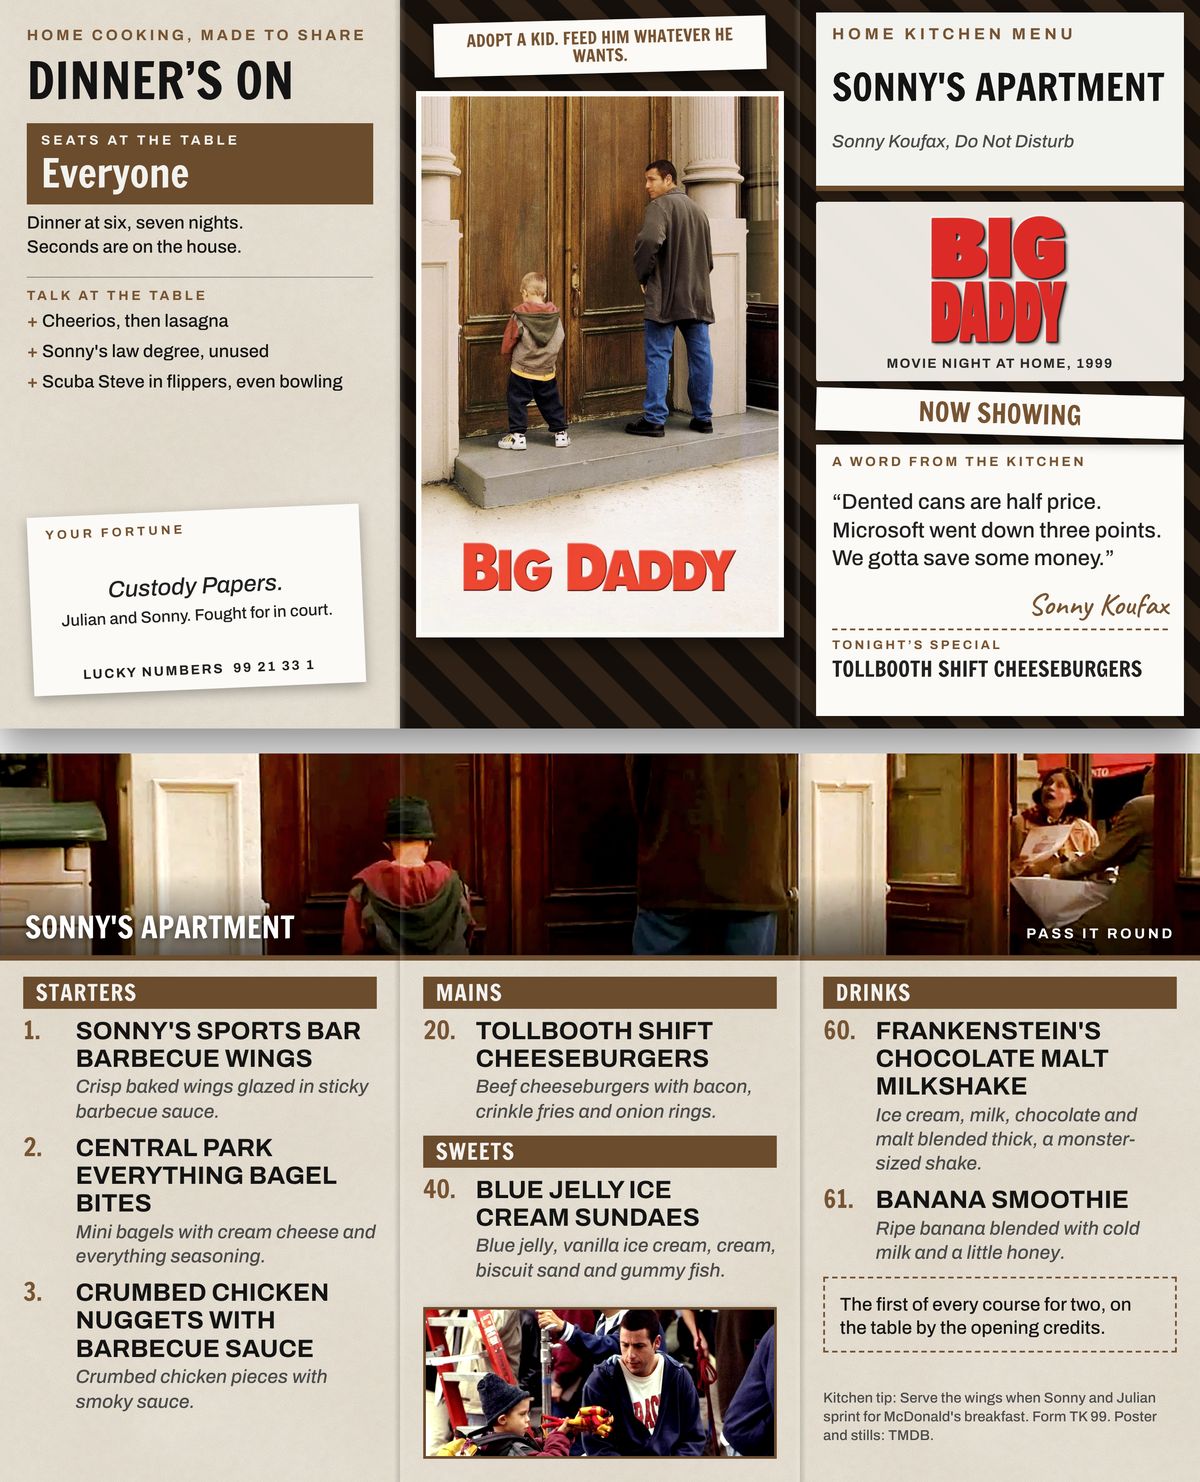 HOME COOKING, MADE TO SHARE
DINNER’S ON
SEATS AT THE TABLE
Everyone
Dinner at six, seven nights.
Seconds are on the house.
TALK AT THE TABLE
+ Cheerios, then lasagna
+ Sonny's law degree, unused
+ Scuba Steve in flippers, even bowling
YOUR FORTUNE
Custody Papers.
Julian and Sonny. Fought for in court.
LUCKY NUMBERS 99 21 33 1
ADOPT A KID. FEED HIM WHATEVER HE
WANTS.
BIG DADDY
HOME KITCHEN MENU
SONNY'S APARTMENT
Sonny Koufax, Do Not Disturb
BIG
DADDY
MOVIE NIGHT AT HOME, 1999
NOW SHOWING
A WORD FROM THE KITCHEN
“Dented cans are half price.
Microsoft went down three points.
We gotta save some money.”
Sonny Koufax
TONIGHT’S SPECIAL
TOLLBOOTH SHIFT CHEESEBURGERS
SONNY'S APARTMENT
PASS IT ROUND
STARTERS
1. SONNY'S SPORTS BAR
BARBECUE WINGS
Crisp baked wings glazed in sticky
barbecue sauce.
2. CENTRAL PARK
EVERYTHING BAGEL
BITES
Mini bagels with cream cheese and
everything seasoning.
3. CRUMBED CHICKEN
NUGGETS WITH
BARBECUE SAUCE
Crumbed chicken pieces with
smoky sauce.
MAINS
20. TOLLBOOTH SHIFT
CHEESEBURGERS
Beef cheeseburgers with bacon,
crinkle fries and onion rings.
SWEETS
40. BLUE JELLY ICE
CREAM SUNDAES
Blue jelly, vanilla ice cream, cream,
biscuit sand and gummy fish.
DRINKS
60. FRANKENSTEIN'S
CHOCOLATE MALT
MILKSHAKE
Ice cream, milk, chocolate and
malt blended thick, a monster-
sized shake.
61. BANANA SMOOTHIE
Ripe banana blended with cold
milk and a little honey.
The first of every course for two, on
the table by the opening credits.
Kitchen tip: Serve the wings when Sonny and Julian
sprint for McDonald's breakfast. Form TK 99. Poster
and stills: TMDB.